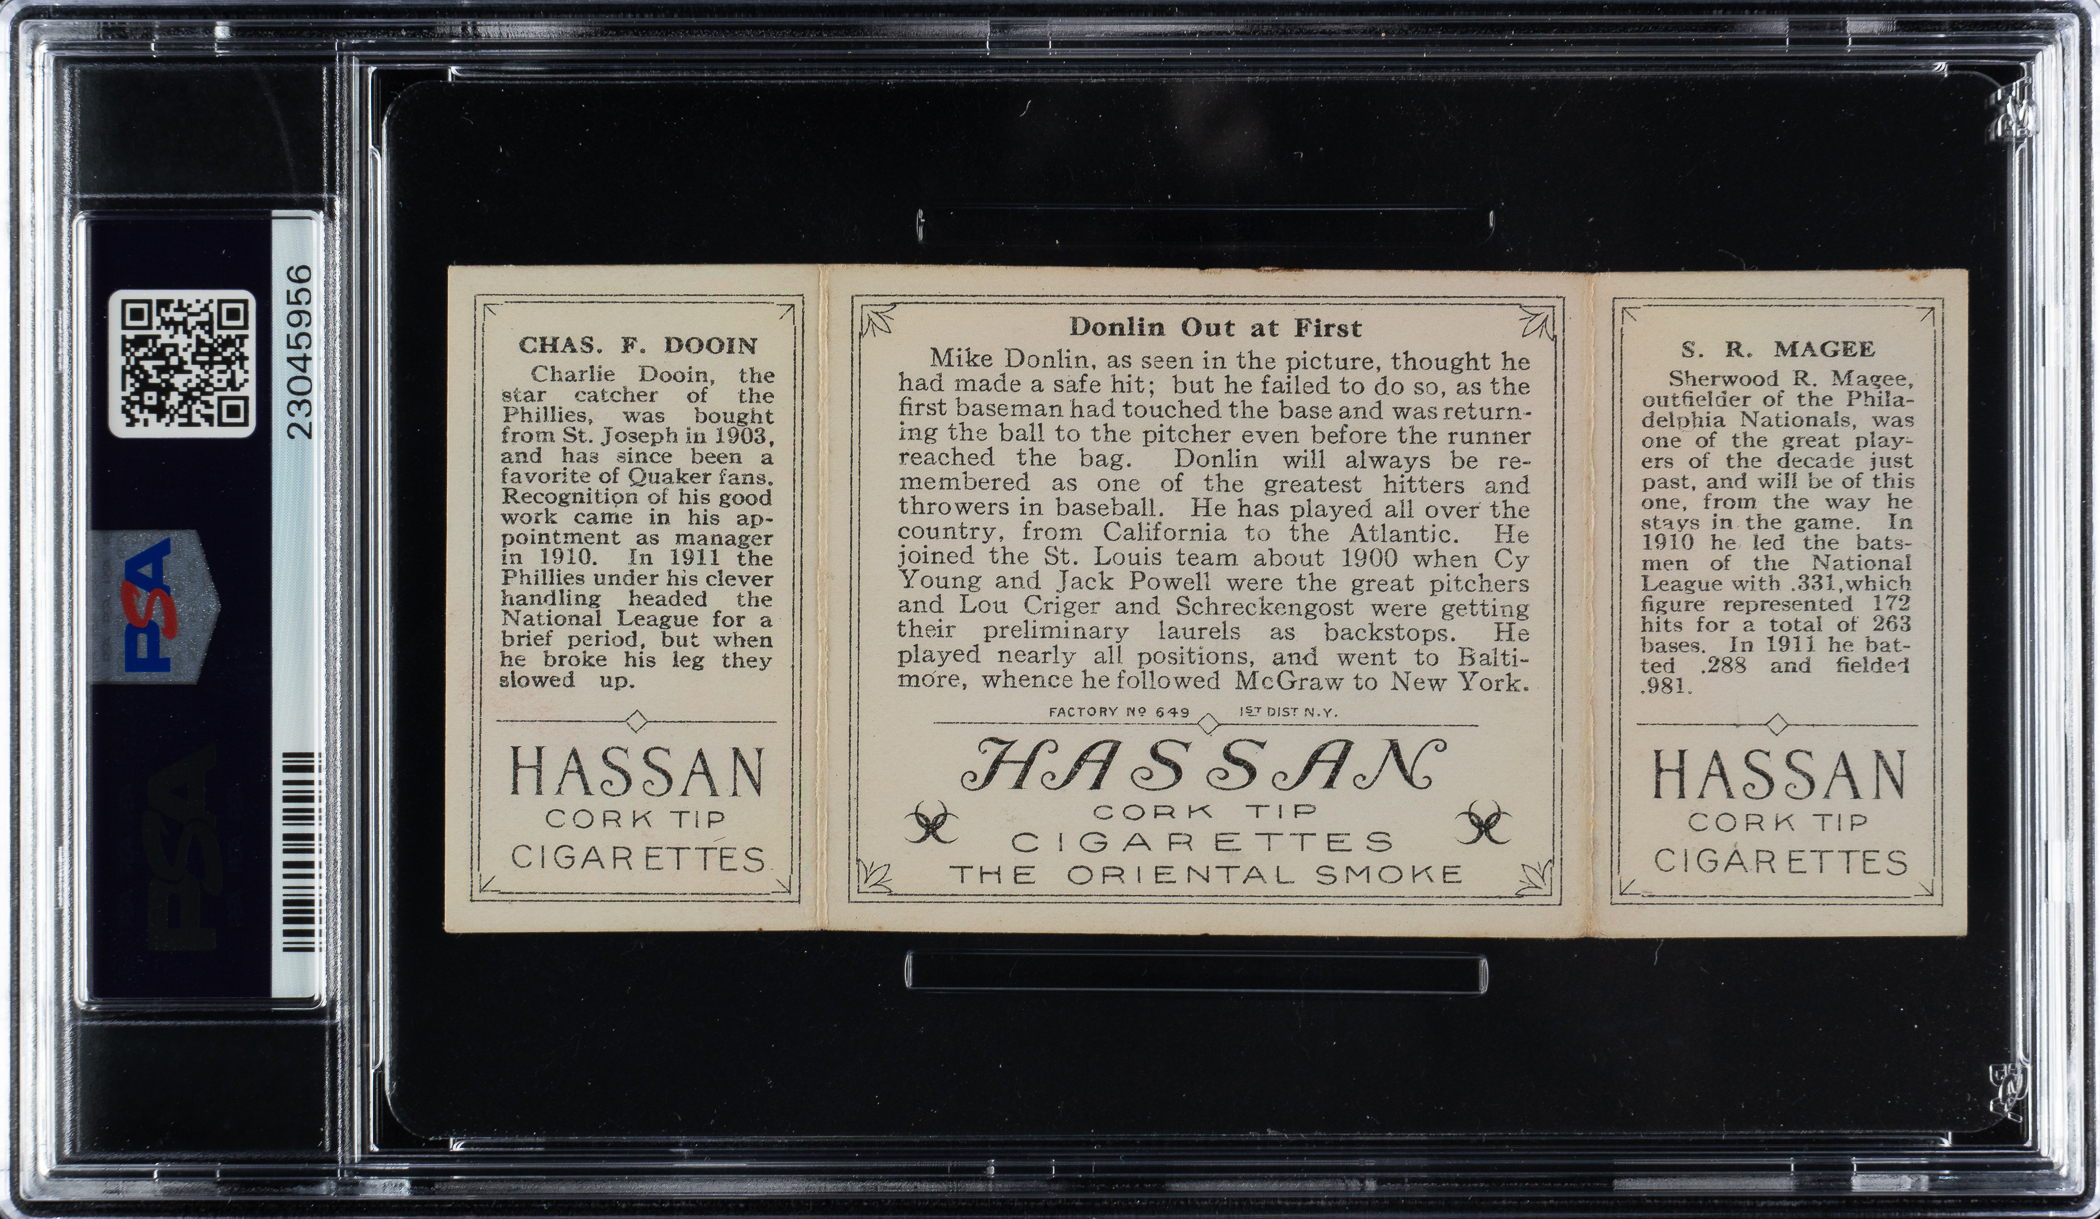 PSA
23045956
PSA
CHAS. F. DOOIN
Charlie Dooin, the
star catcher of the
Phillies, was bought
from St. Joseph in 1903,
and has since been a
favorite of Quaker fans.
Recognition of his good
work came in his ap-
pointment as manager
in 1910. In 1911 the
Phillies under his clever
handling headed the
National League for a
brief period, but when
he broke his leg they
slowed up.
HASSAN
CORK TIP
CIGARETTES
Donlin Out at First
Mike Donlin, as seen in the picture, thought he
had made a safe hit; but he failed to do so, as the
first baseman had touched the base and was return-
ing the ball to the pitcher even before the runner
reached the bag. Donlin will always be re-
membered as one of the greatest hitters and
throwers in baseball. He has played all over the
country, from California to the Atlantic. He
joined the St. Louis team about 1900 when Cy
Young and Jack Powell were the great pitchers
and Lou Criger and Schreckengost were getting
their preliminary laurels as backstops. He
played nearly all positions, and went to Balti-
more, whence he followed McGraw to New York.
FACTORY Nº 649 1ST DIST N.Y.
HASSAN
CORK TIP
CIGARETTES
THE ORIENTAL SMOKE
S. R. MAGEE
Sherwood R. Magee,
outfielder of the Phila-
delphia Nationals, was
one of the great play-
ers of the decade just
past, and will be of this
one, from the way he
stays in the game. In
1910 he led the bats-
men of the National
League with .331, which
figure represented 172
hits for a total of 263
bases. In 1911 he bat-
ted .288 and fielded
.981.
HASSAN
CORK TIP
CIGARETTES